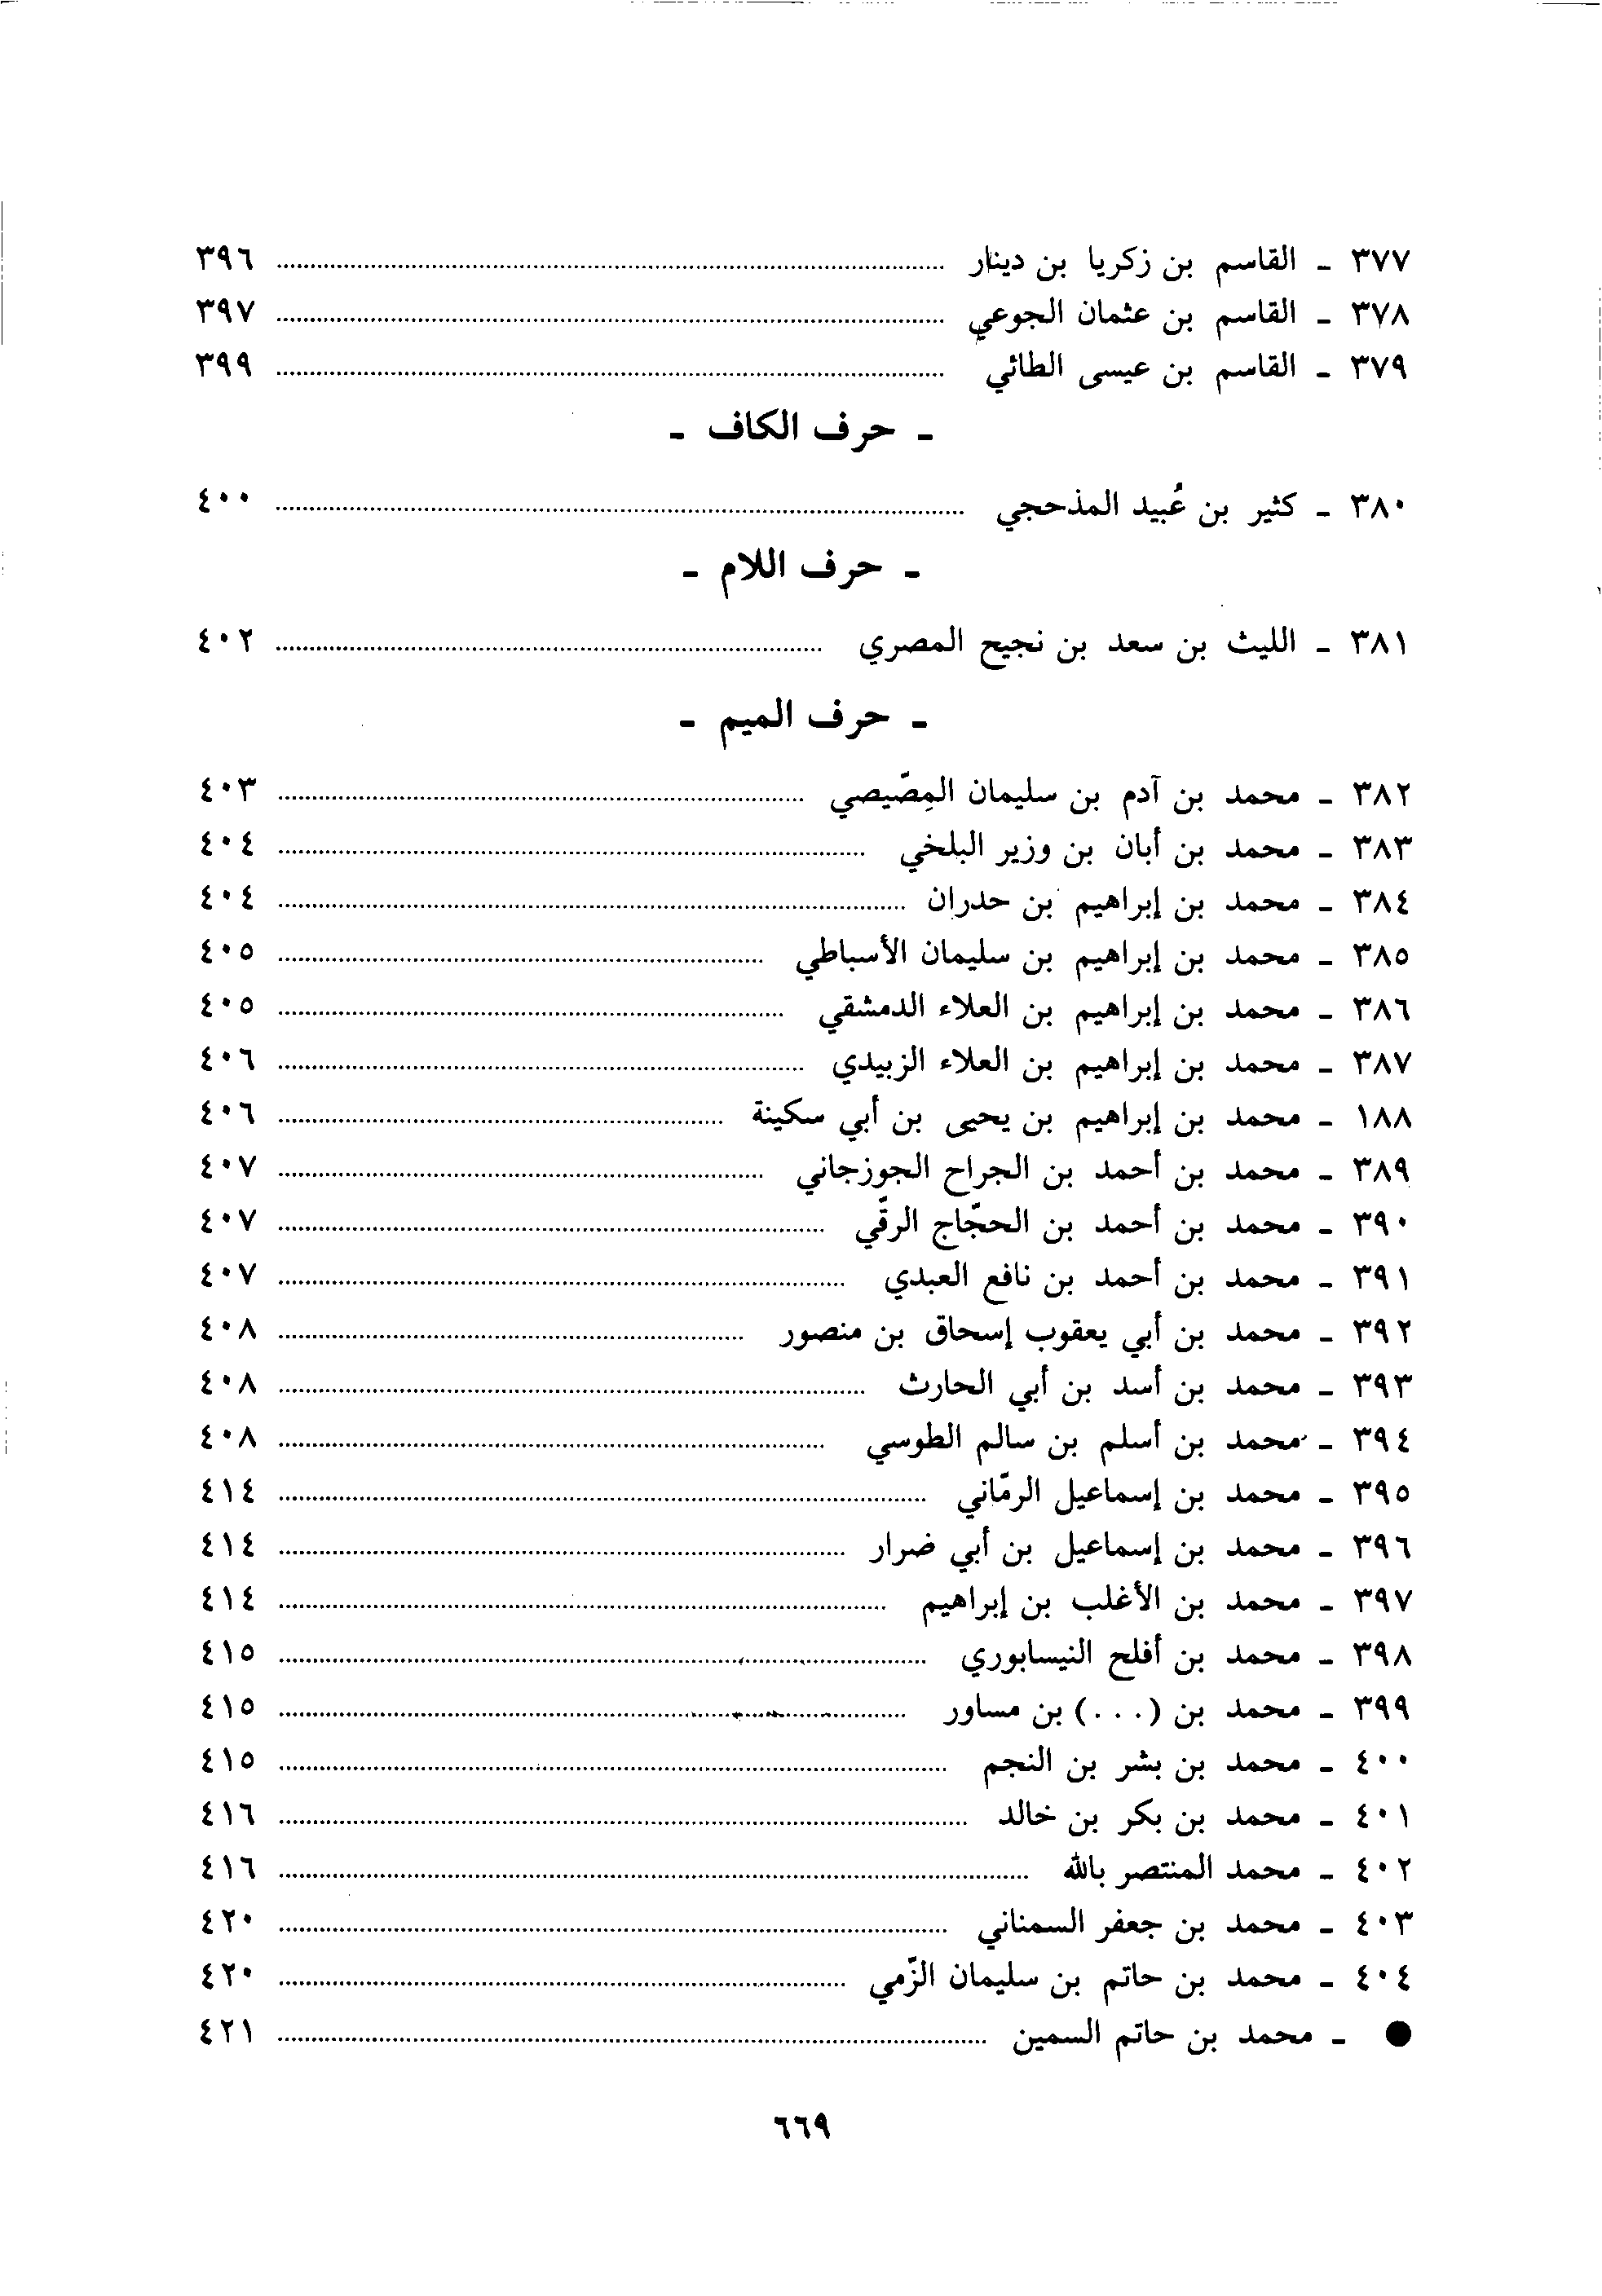 ٣٧٧ - القاسم بن زكريا بن دينار ........ ٣٩٦
٣٧٨ - القاسم بن عثمان الجوعي ........ ٣٩٧
٣٧٩ - القاسم بن عيسى الطائي ........ ٣٩٩
- حرف الكاف -
٣٨٠ - كثير بن عُبيد المذحجي ........ ٤٠٠
- حرف اللام -
٣٨١ - الليث بن سعد بن نجيح المصري ........ ٤٠٢
- حرف الميم -
٣٨٢ - محمد بن آدم بن سليمان المِصّيصي ........ ٤٠٣
٣٨٣ - محمد بن أبان بن وزير البلخي ........ ٤٠٤
٣٨٤ - محمد بن إبراهيم بن حدران ........ ٤٠٤
٣٨٥ - محمد بن إبراهيم بن سليمان الأسباطي ........ ٤٠٥
٣٨٦ - محمد بن إبراهيم بن العلاء الدمشقي ........ ٤٠٥
٣٨٧ - محمد بن إبراهيم بن العلاء الزبيدي ........ ٤٠٦
١٨٨ - محمد بن إبراهيم بن يحيى بن أبي سكينة ........ ٤٠٦
٣٨٩ - محمد بن أحمد بن الجراح الجوزجاني ........ ٤٠٧
٣٩٠ - محمد بن أحمد بن الحجّاج الرقّي ........ ٤٠٧
٣٩١ - محمد بن أحمد بن نافع العبدي ........ ٤٠٧
٣٩٢ - محمد بن أبي يعقوب إسحاق بن منصور ........ ٤٠٨
٣٩٣ - محمد بن أسد بن أبي الحارث ........ ٤٠٨
٣٩٤ - محمد بن أسلم بن سالم الطوسي ........ ٤٠٨
٣٩٥ - محمد بن إسماعيل الرمّاني ........ ٤١٤
٣٩٦ - محمد بن إسماعيل بن أبي ضرار ........ ٤١٤
٣٩٧ - محمد بن الأغلب بن إبراهيم ........ ٤١٤
٣٩٨ - محمد بن أفلح النيسابوري ........ ٤١٥
٣٩٩ - محمد بن (...) بن مساور ........ ٤١٥
٤٠٠ - محمد بن بشر بن النجم ........ ٤١٥
٤٠١ - محمد بن بكر بن خالد ........ ٤١٦
٤٠٢ - محمد المنتصر بالله ........ ٤١٦
٤٠٣ - محمد بن جعفر السمناني ........ ٤٢٠
٤٠٤ - محمد بن حاتم بن سليمان الزّمي ........ ٤٢٠
● - محمد بن حاتم السمين ........ ٤٢١
٦٦٩